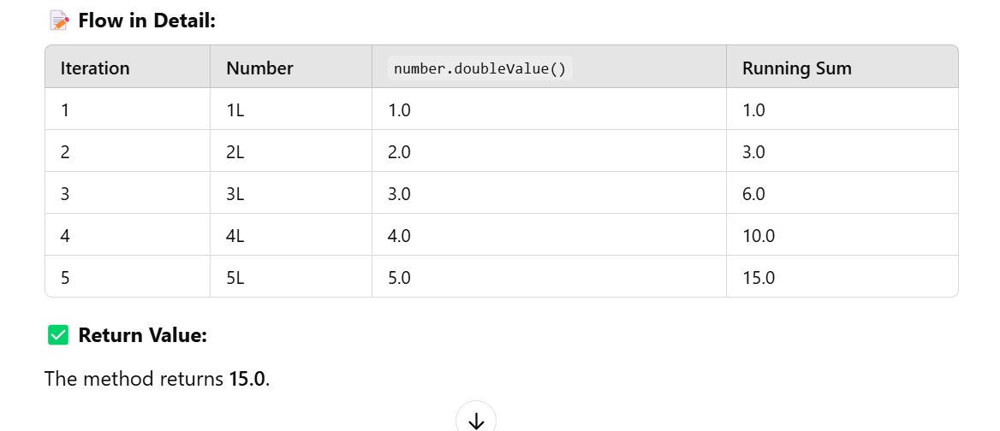 Flow in Detail:
Iteration Number number.doubleValue() Running Sum
1 1L 1.0 1.0
2 2L 2.0 3.0
3 3L 3.0 6.0
4 4L 4.0 10.0
5 5L 5.0 15.0
Return Value:
The method returns 15.0.